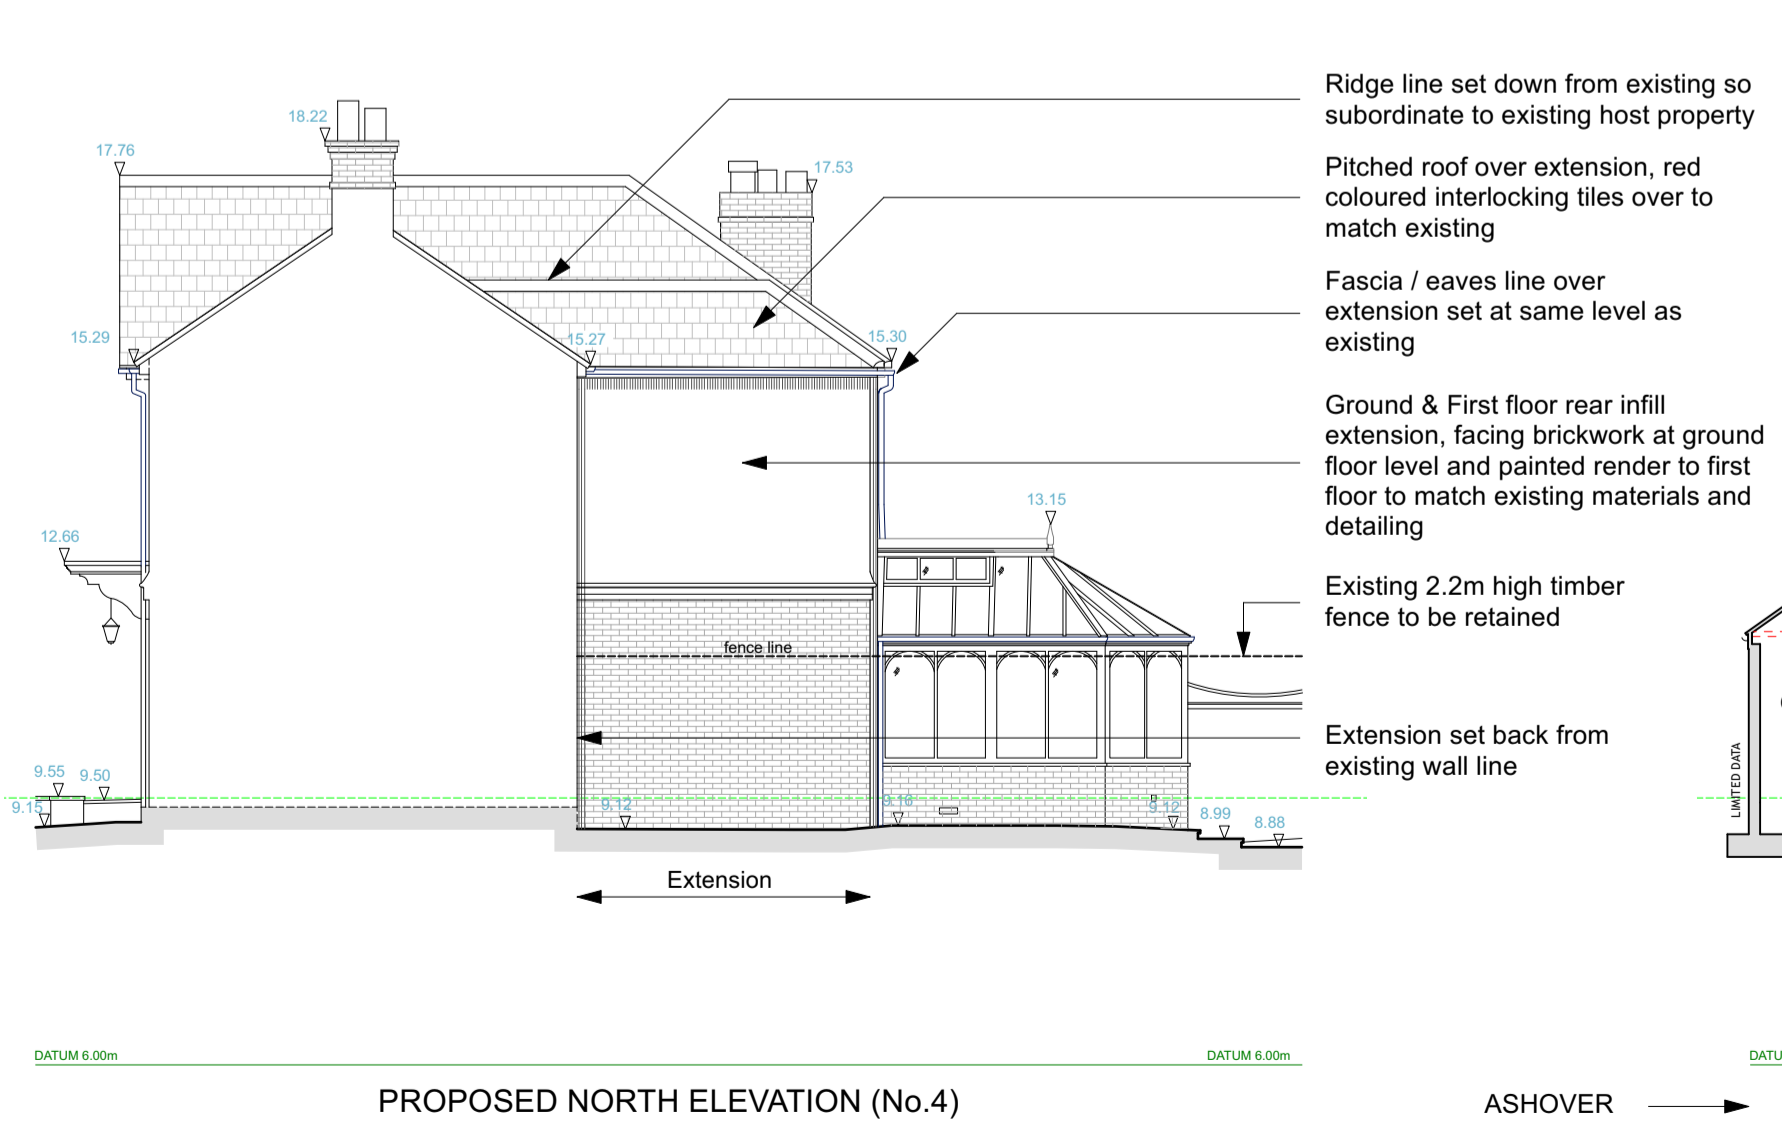 18.22
17.76
17.53
15.29
15.27
15.30
13.15
12.66
fence line
9.55
9.50
9.15
9.12
9.16
9.12
8.99
8.88
Extension
Ridge line set down from existing so
subordinate to existing host property
Pitched roof over extension, red
coloured interlocking tiles over to
match existing
Fascia / eaves line over
extension set at same level as
existing
Ground & First floor rear infill
extension, facing brickwork at ground
floor level and painted render to first
floor to match existing materials and
detailing
Existing 2.2m high timber
fence to be retained
Extension set back from
existing wall line
LIMITED DATA
DATUM 6.00m
DATUM 6.00m
DATU
PROPOSED NORTH ELEVATION (No.4)
ASHOVER